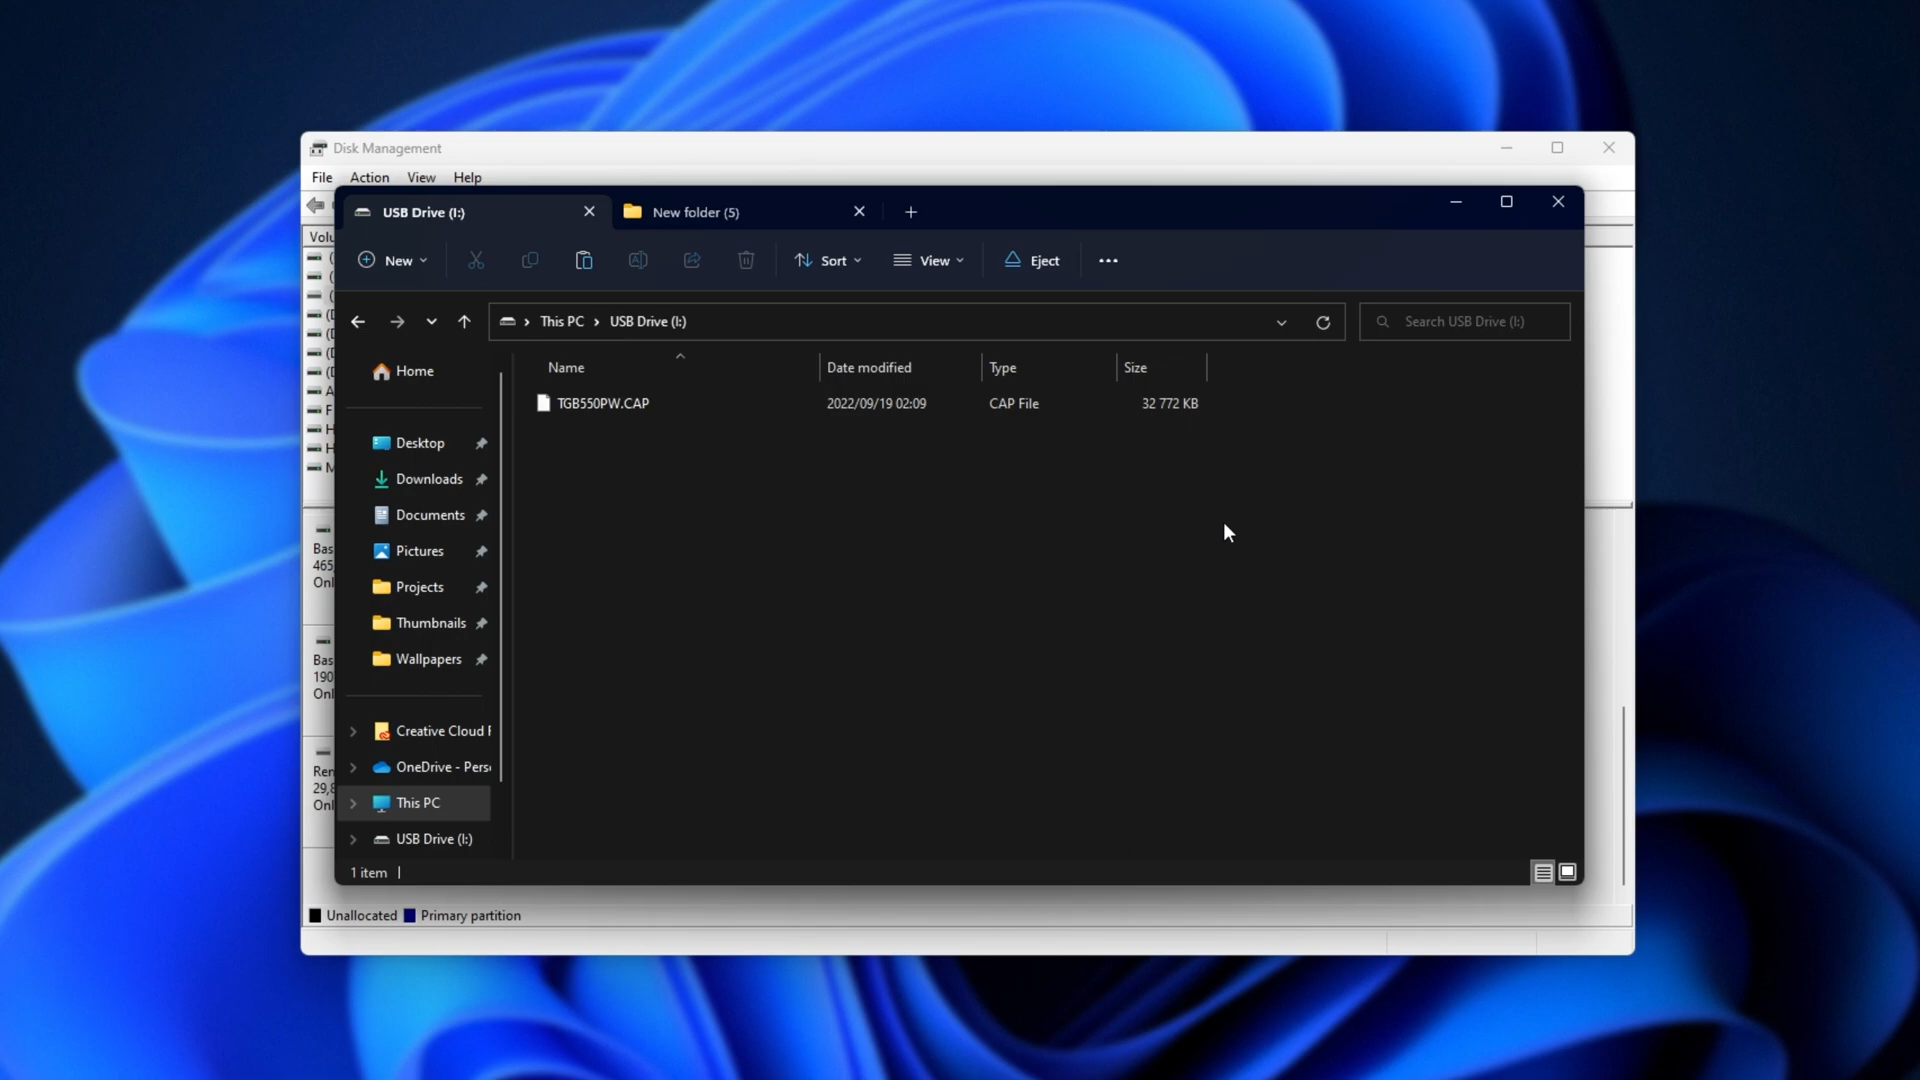 Disk Management
File Action View Help
USB Drive (I:)
New folder (5)
New
Sort
View
Eject
This PC > USB Drive (I:)
Search USB Drive (I:)
Name
Date modified
Type
Size
TGB550PW.CAP
2022/09/19 02:09
CAP File
32 772 KB
Home
Desktop
Downloads
Documents
Pictures
Projects
Thumbnails
Wallpapers
Creative Cloud F
OneDrive - Perso
This PC
USB Drive (I:)
1 item
Unallocated Primary partition